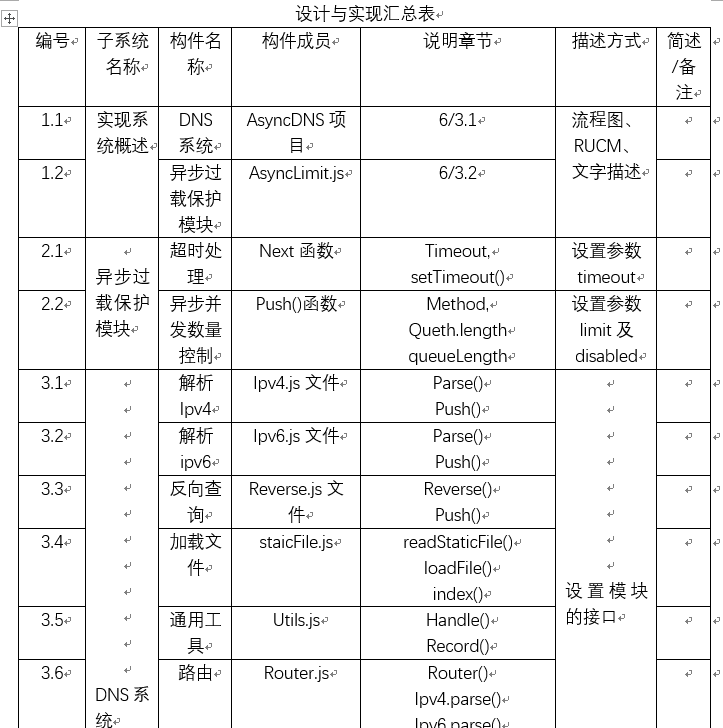 设计与实现汇总表
编号
子系统
名称
构件名
称
构件成员
说明章节
描述方式
简述
/备
注
1.1
实现系
统概述
DNS
系统
AsyncDNS 项
目
6/3.1
流程图、
RUCM、
文字描述
1.2
异步过
载保护
模块
AsyncLimit.js
6/3.2
2.1
异步过
载保护
模块
超时处
理
Next 函数
Timeout,
setTimeout()
设置参数
timeout
2.2
异步并
发数量
控制
Push()函数
Method,
Queth.length
queueLength
设置参数
limit 及
disabled
3.1
解析
Ipv4
Ipv4.js 文件
Parse()
Push()
3.2
解析
ipv6
Ipv6.js 文件
Parse()
Push()
3.3
反向查
询
Reverse.js 文
件
Reverse()
Push()
3.4
加载文
件
staicFile.js
readStaticFile()
loadFile()
index()
设置模块
的接口
3.5
通用工
具
Utils.js
Handle()
Record()
3.6
DNS 系
统
路由
Router.js
Router()
Ipv4.parse()
Ipv6.parse()